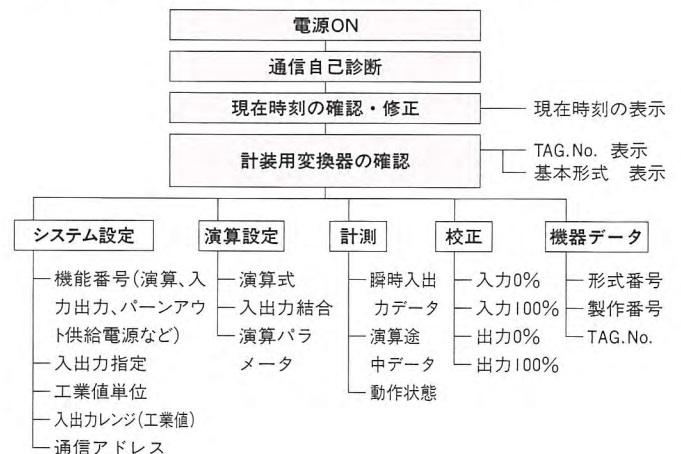 電源ON
通信自己診断
現在時刻の確認・修正
現在時刻の表示
計装用変換器の確認
TAG.No. 表示
基本形式 表示
システム設定
機能番号(演算、入
力出力、パーンアウ
ト供給電源など)
入出力指定
工業値単位
入出力レンジ(工業値)
通信アドレス
演算設定
演算式
入出力結合
演算パラ
メータ
計測
瞬時入出
力データ
演算途
中データ
動作状態
校正
入力0%
入力100%
出力0%
出力100%
機器データ
形式番号
製作番号
TAG.No.